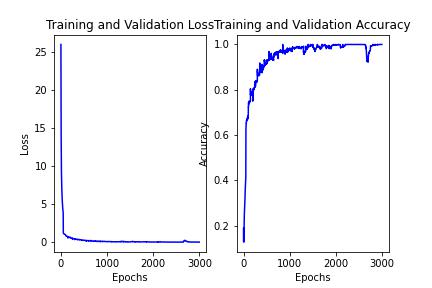 Training and Validation Loss
Loss
25
20
15
10
5
0
0 1000 2000 3000
Epochs
Training and Validation Accuracy
Accuracy
1.0
0.8
0.6
0.4
0.2
0 1000 2000 3000
Epochs